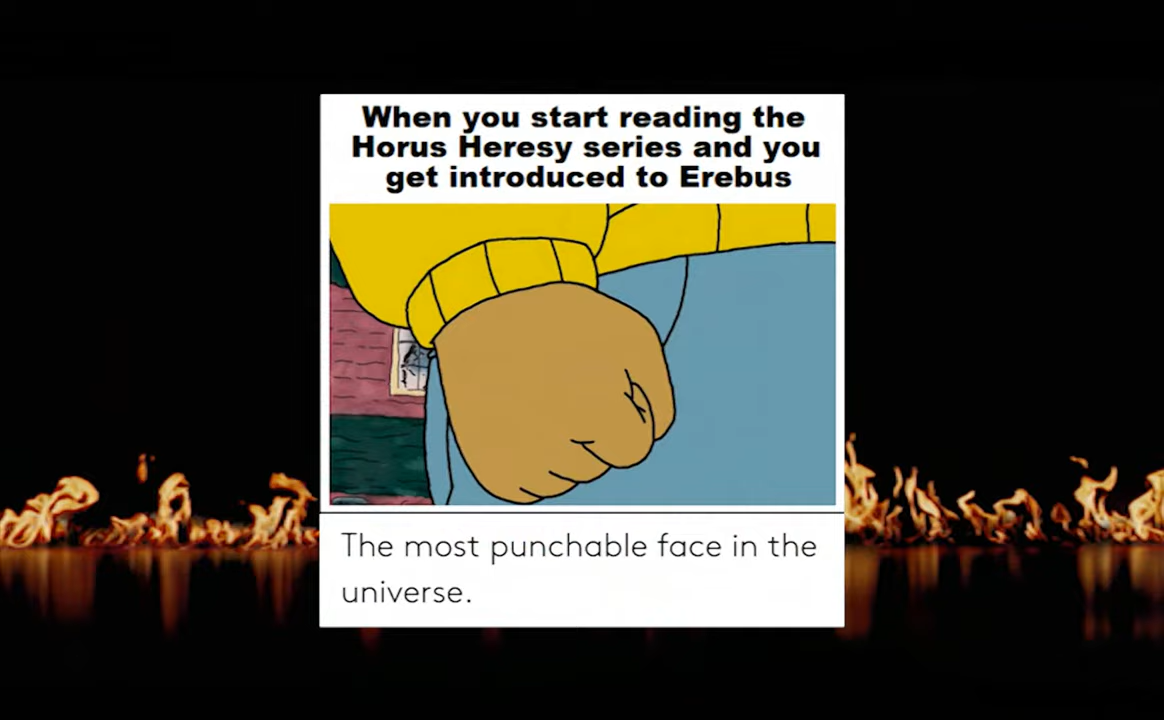 When you start reading the
Horus Heresy series and you
get introduced to Erebus
The most punchable face in the
universe.